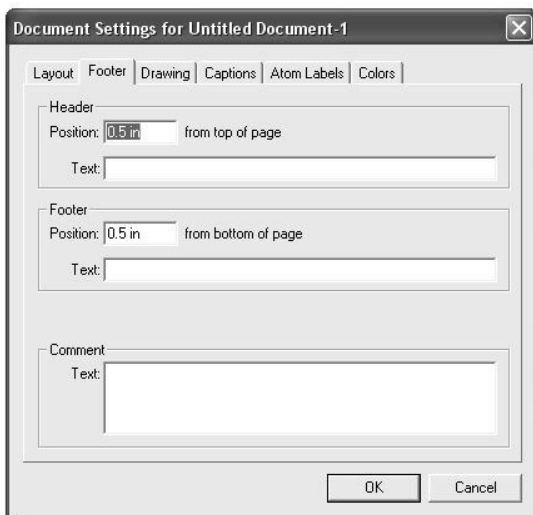 Document Settings for Untitled Document-1
Layout Footer Drawing Captions Atom Labels Colors
Header
Position: 0.5 in from top of page
Text:
Footer
Position: 0.5 in from bottom of page
Text:
Comment
Text:
OK Cancel